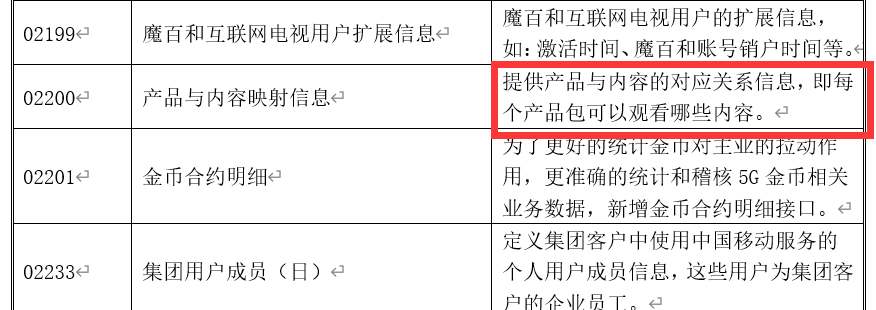 02199 魔百和互联网电视用户扩展信息 魔百和互联网电视用户的扩展信息，
如：激活时间、魔百和账号销户时间等。
02200 产品与内容映射信息 提供产品与内容的对应关系信息，即每
个产品包可以观看哪些内容。
02201 金币合约明细 为了更好的统计金币对主业的拉动作
用，更准确的统计和稽核 5G 金币相关
业务数据，新增金币合约明细接口。
02233 集团用户成员（日） 定义集团客户中使用中国移动服务的
个人用户成员信息，这些用户为集团客
户的企业员工。